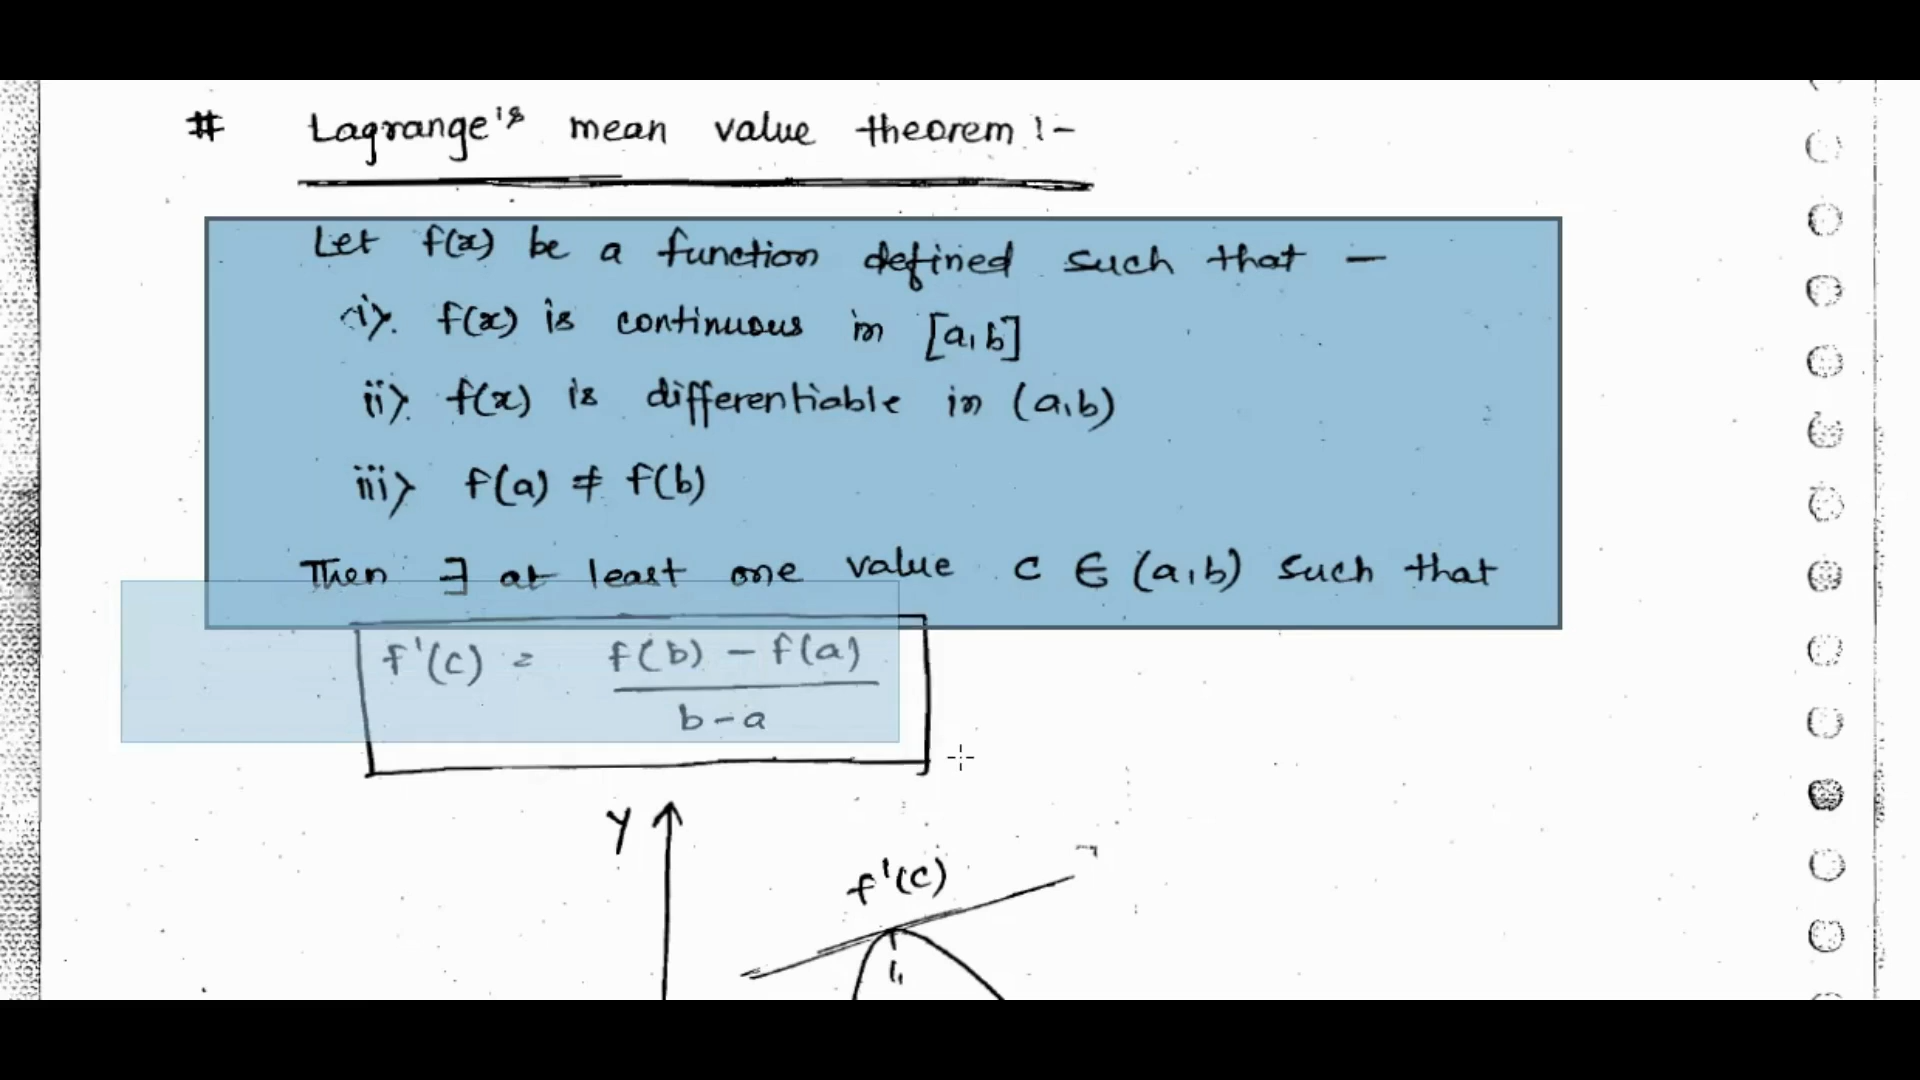 # Lagrange's mean value theorem :-
Let f(x) be a function defined such that —
(i). f(x) is continuous in [a,b]
ii). f(x) is differentiable in (a,b)
iii) f(a) ≠ f(b)
Then ∃ at least one value c ∈ (a,b) such that
f'(c) = f(b) - f(a)
b-a
y
f'(c)